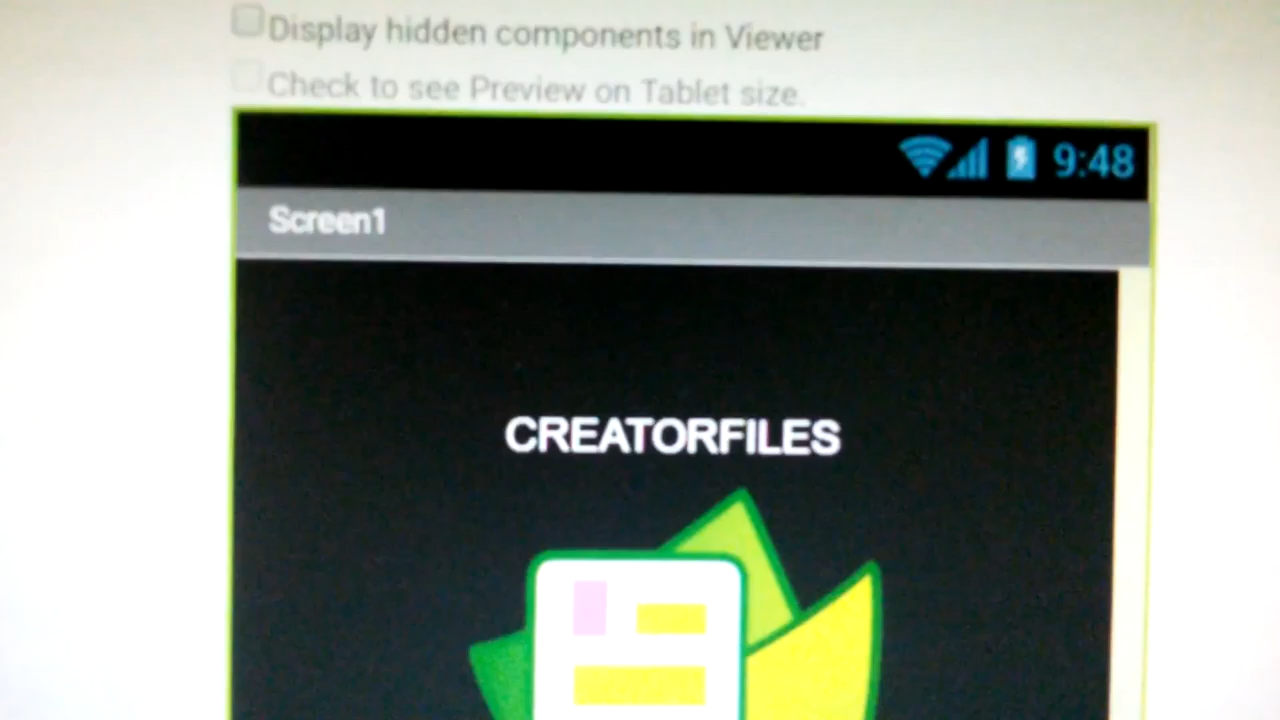 Display hidden components in Viewer
Check to see Preview on Tablet size.
9:48
Screen1
CREATORFILES